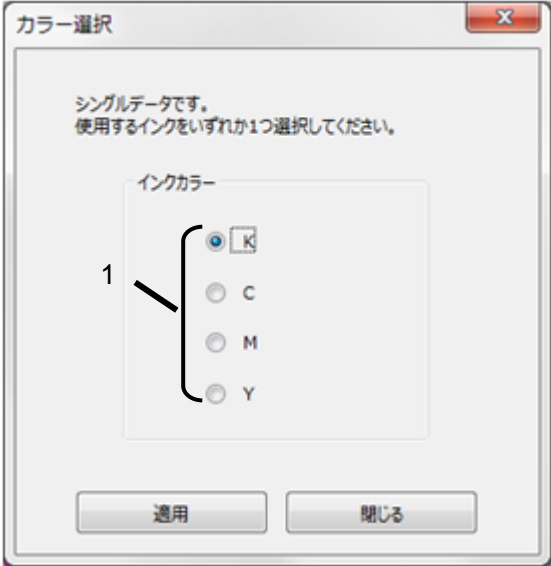 カラー選択
シングルデータです。
使用するインクをいずれか1つ選択してください。
インクカラー
K
1
C
M
Y
適用
閉じる